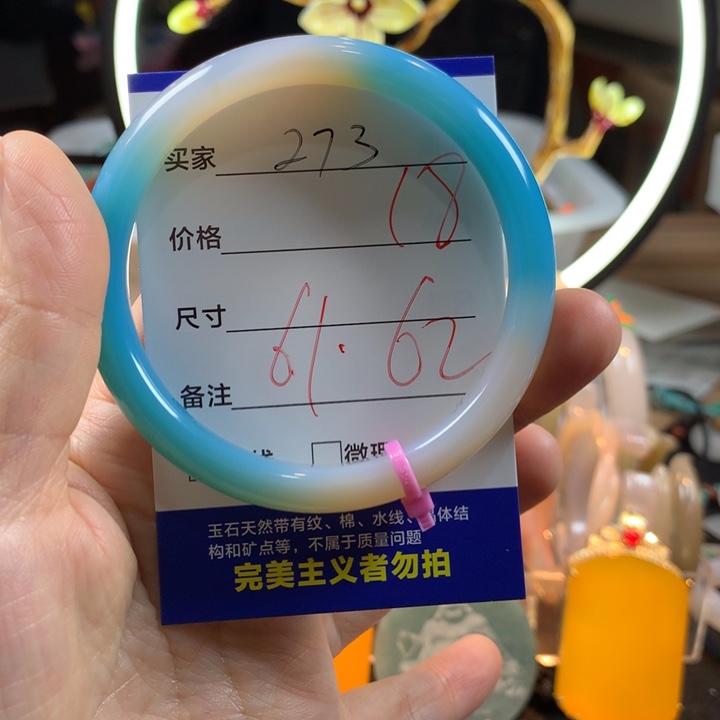 买家 273
价格 18
尺寸 61.62
备注
玉石天然带有纹、棉、水线、晶体结
构和矿点等，不属于质量问题
完美主义者勿拍